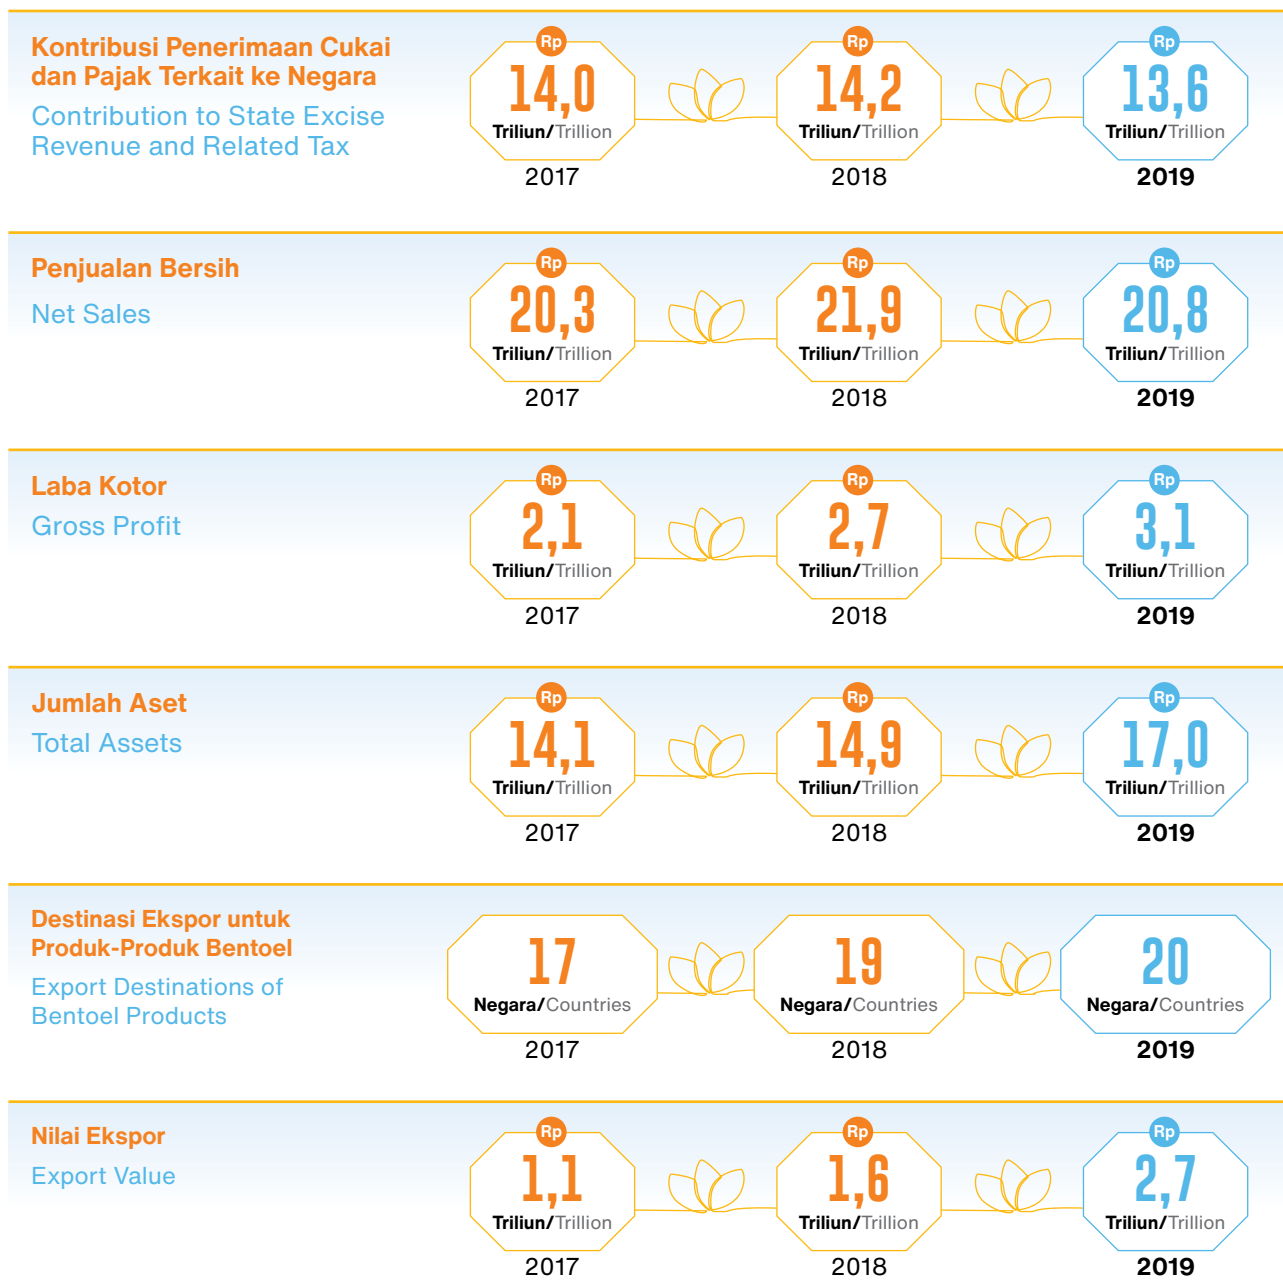 Kontribusi Penerimaan Cukai
dan Pajak Terkait ke Negara
Contribution to State Excise
Revenue and Related Tax
Rp
14,0
Triliun/Trillion
2017
Rp
14,2
Triliun/Trillion
2018
Rp
13,6
Triliun/Trillion
2019
Penjualan Bersih
Net Sales
Rp
20,3
Triliun/Trillion
2017
Rp
21,9
Triliun/Trillion
2018
Rp
20,8
Triliun/Trillion
2019
Laba Kotor
Gross Profit
Rp
2,1
Triliun/Trillion
2017
Rp
2,7
Triliun/Trillion
2018
Rp
3,1
Triliun/Trillion
2019
Jumlah Aset
Total Assets
Rp
14,1
Triliun/Trillion
2017
Rp
14,9
Triliun/Trillion
2018
Rp
17,0
Triliun/Trillion
2019
Destinasi Ekspor untuk
Produk-Produk Bentoel
Export Destinations of
Bentoel Products
17
Negara/Countries
2017
19
Negara/Countries
2018
20
Negara/Countries
2019
Nilai Ekspor
Export Value
Rp
1,1
Triliun/Trillion
2017
Rp
1,6
Triliun/Trillion
2018
Rp
2,7
Triliun/Trillion
2019